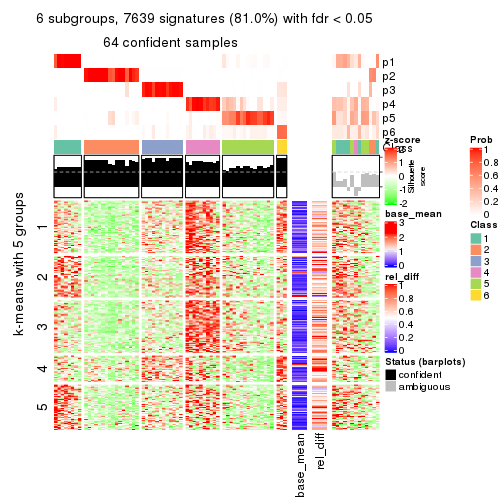 6 subgroups, 7639 signatures (81.0%) with fdr < 0.05
64 confident samples
p1
p2
p3
p4
p5
p6
Class
Silhouette
score
k-means with 5 groups
1
2
3
4
5
base_mean
rel_diff
z-score
2
1
0
-1
-2
base_mean
3
2
1
0
rel_diff
1
0.8
0.6
0.4
0.2
0
Status (barplots)
confident
ambiguous
Prob
1
0.8
0.6
0.4
0.2
0
Class
1
2
3
4
5
6